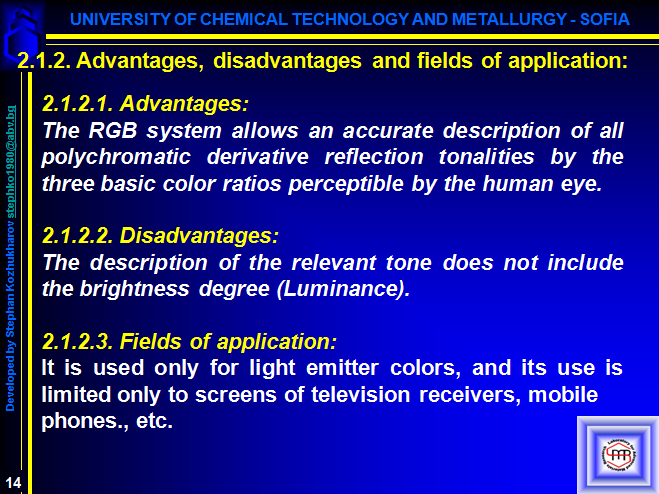 UNIVERSITY OF CHEMICAL TECHNOLOGY AND METALLURGY - SOFIA
2.1.2. Advantages, disadvantages and fields of application:
2.1.2.1. Advantages:
The RGB system allows an accurate description of all
polychromatic derivative reflection tonalities by the
three basic color ratios perceptible by the human eye.
2.1.2.2. Disadvantages:
The description of the relevant tone does not include
the brightness degree (Luminance).
2.1.2.3. Fields of application:
It is used only for light emitter colors, and its use is
limited only to screens of television receivers, mobile
phones., etc.
Developed by Stephan Kozhukharov stephko1980@abv.bg
14